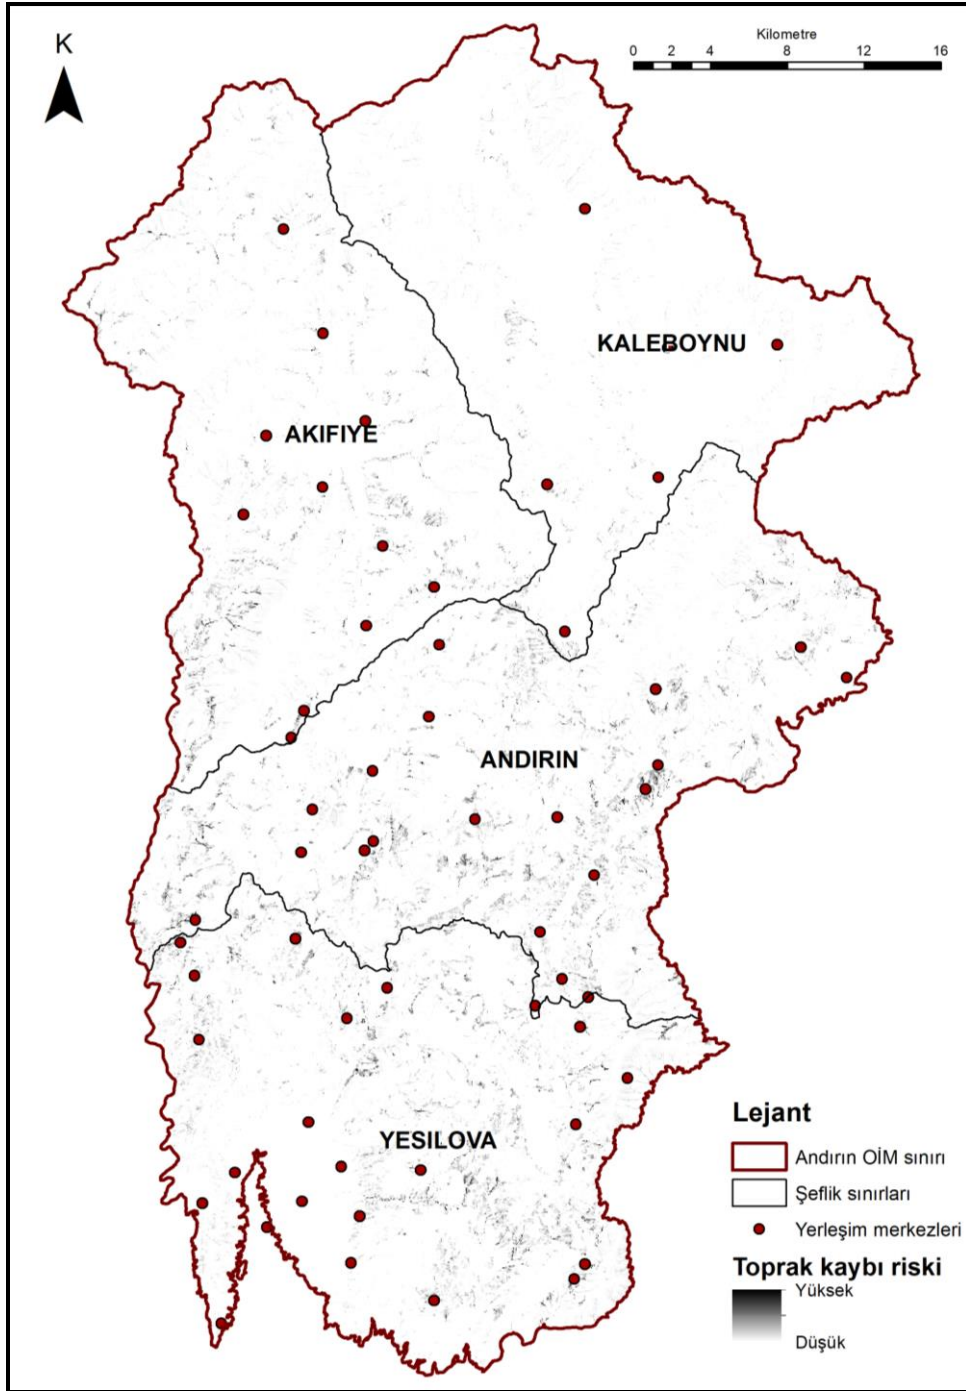 K
Kilometre
0 2 4 8 12 16
KALEBOYNU
AKIFIYE
ANDIRIN
YESILOVA
Lejant
Andırın OİM sınırı
Şeflik sınırları
Yerleşim merkezleri
Toprak kaybı riski
Yüksek
Düşük